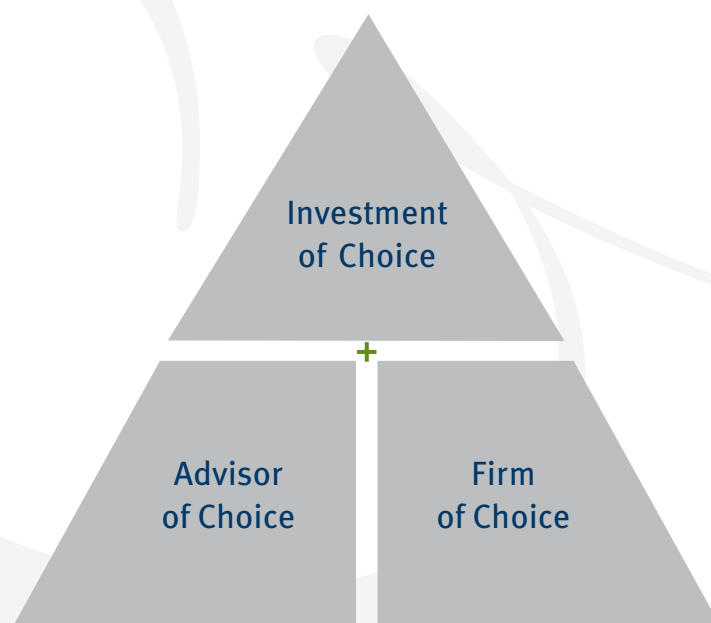 Investment
of Choice
+
Advisor
of Choice
Firm
of Choice